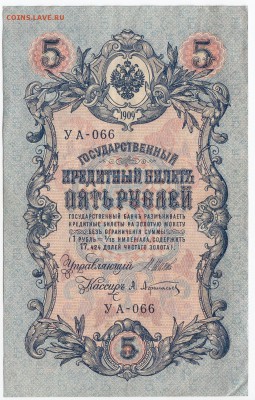 COINS.LAVE.RU
5 5
1909
УА-066
ГОСУДАРСТВЕННЫЙ
КРЕДИТНЫЙ БИЛЕТЪ
ПЯТЬ РУБЛЕЙ
ГОСУДАРСТВЕННЫЙ БАНКЪ РАЗМѢНИВАЕТЪ
КРЕДИТНЫЕ БИЛЕТЫ НА ЗОЛОТУЮ МОНЕТУ
БЕЗЪ ОГРАНИЧЕНІЯ СУММЫ
(1 РУБЛЬ = 1/15 ИМПЕРІАЛА, СОДЕРЖИТЪ
17,424 ДОЛЕЙ ЧИСТАГО ЗОЛОТА).
Управляющій
Кассиръ
УА-066
5